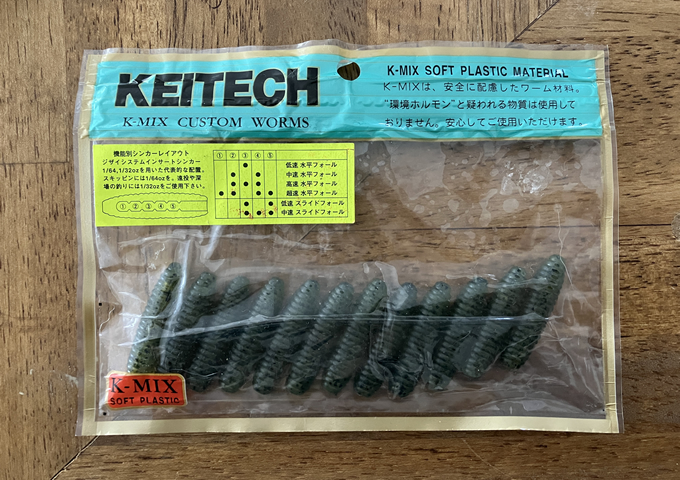 KEITECH
K-MIX CUSTOM WORMS
K-MIX SOFT PLASTIC MATERIAL
K-MIXは、安全に配慮したワーム材料。
"環境ホルモン"と疑われる物質は使用して
おりません。安心してご使用いただけます。
機能別シンカーレイアウト
ジザイシステムインサートシンカー
1/64,1/32ozを用いた代表的な配置。
スキッピンには1/64ozを、遠投や深
場の釣りには1/32ozをご使用下さい。
① ② ③ ④ ⑤
① ② ③ ④ ⑤
低速 水平フォール
中速 水平フォール
高速 水平フォール
超速 水平フォール
低速 スライドフォール
中速 スライドフォール
K-MIX
SOFT PLASTIC